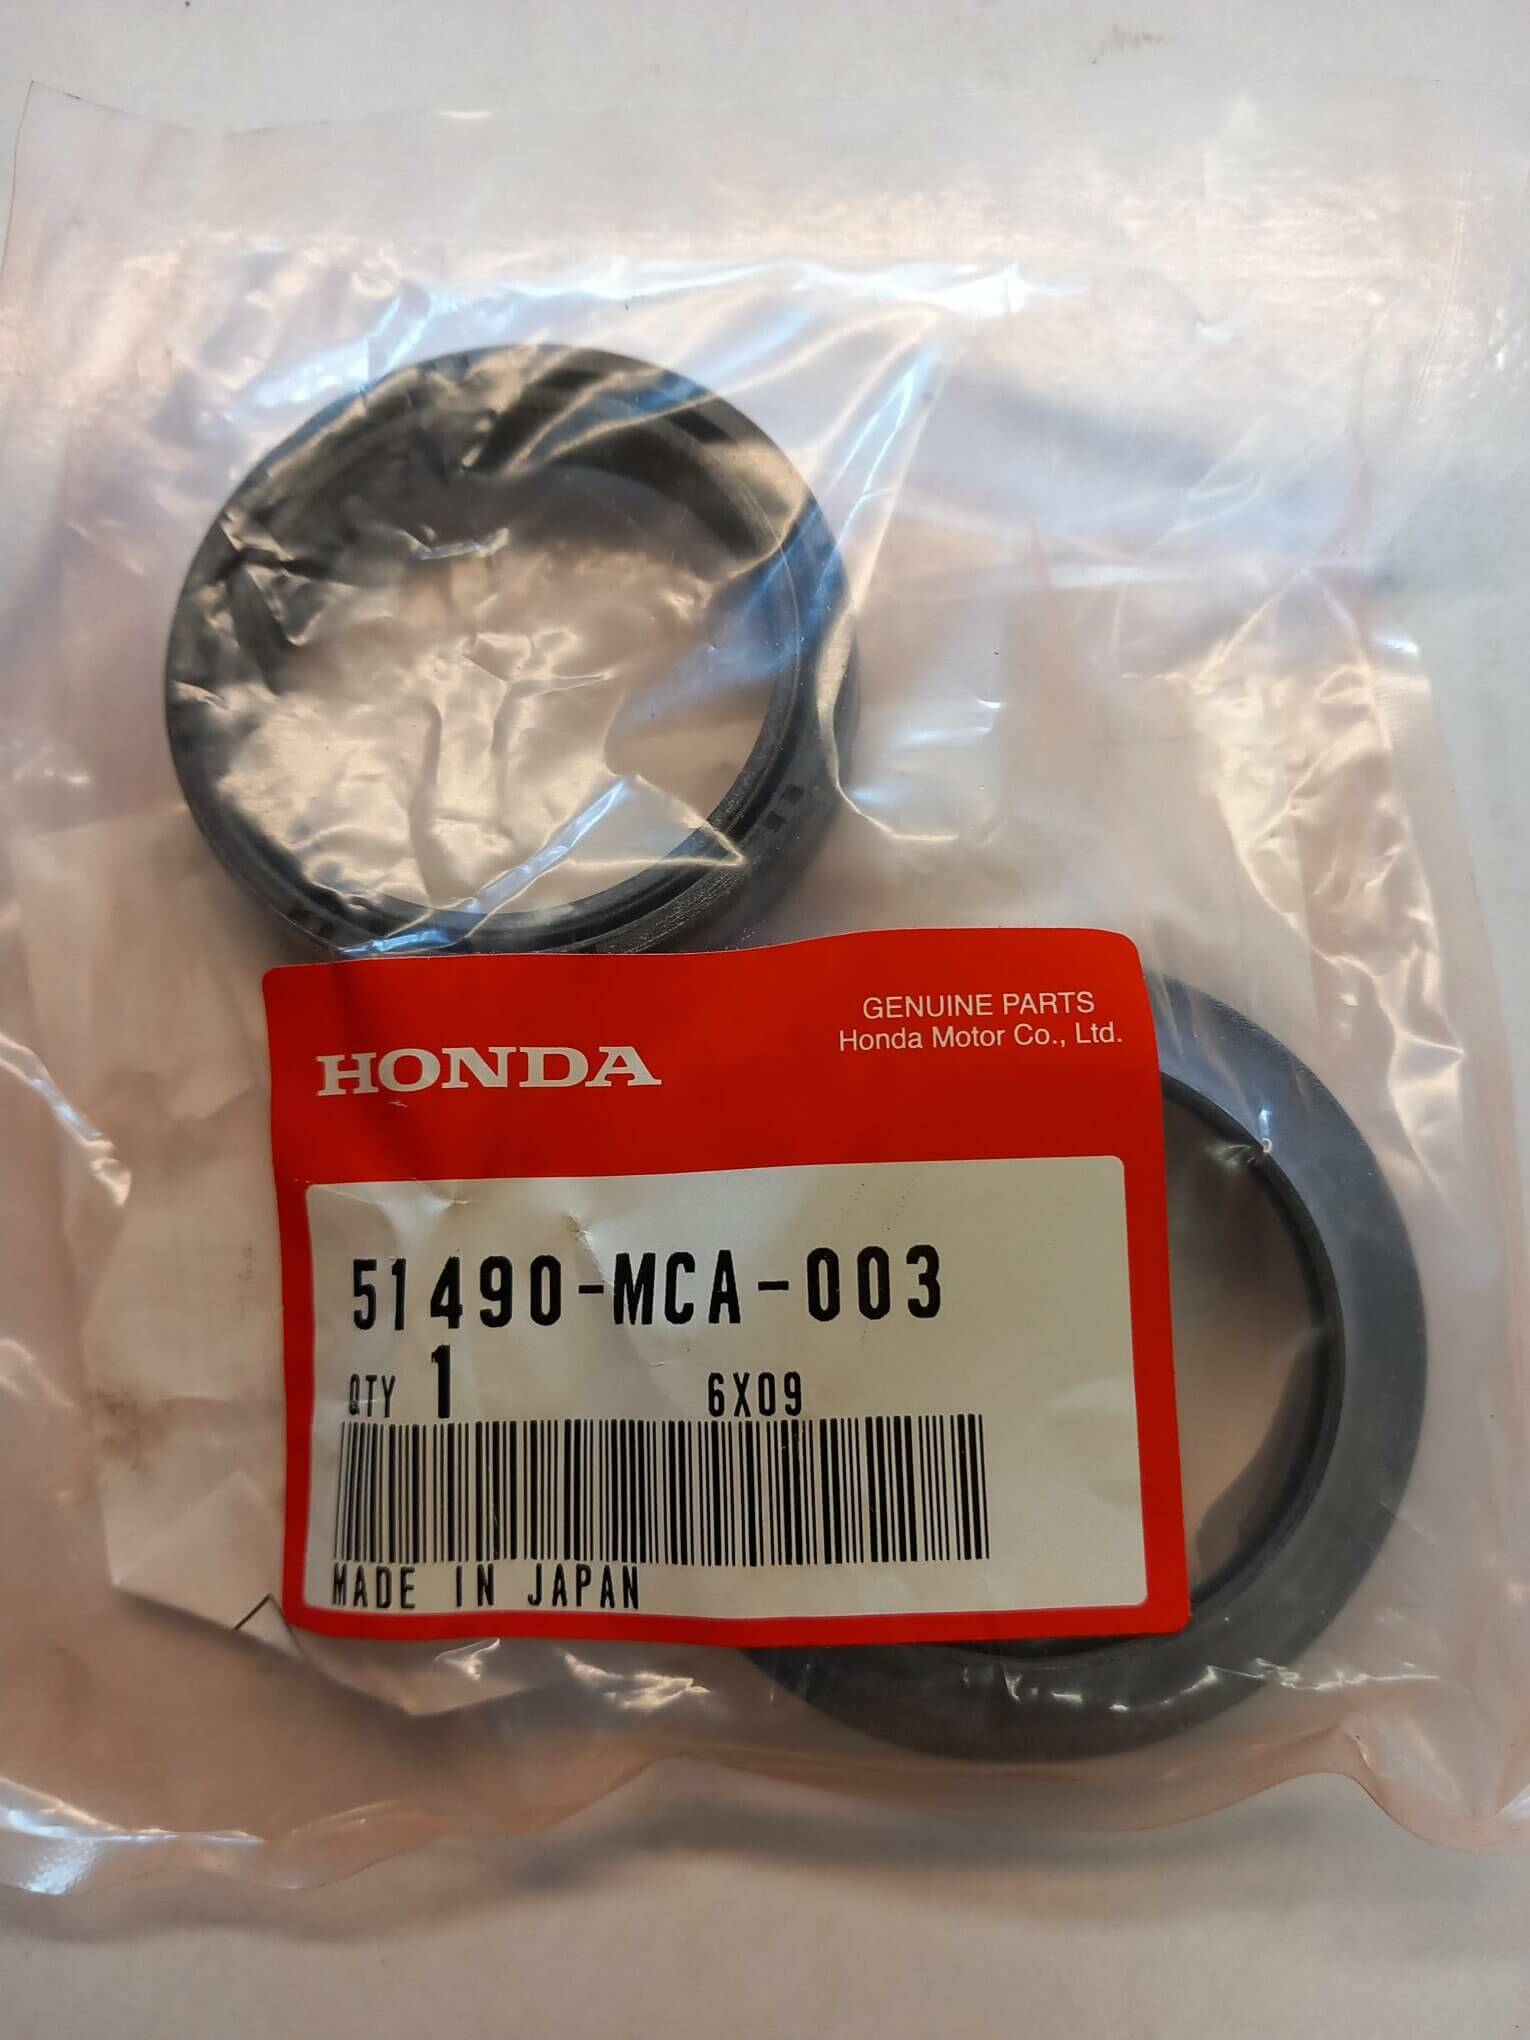 GENUINE PARTS
Honda Motor Co., Ltd.
HONDA
51490-MCA-003
QTY 1 6X09
MADE IN JAPAN